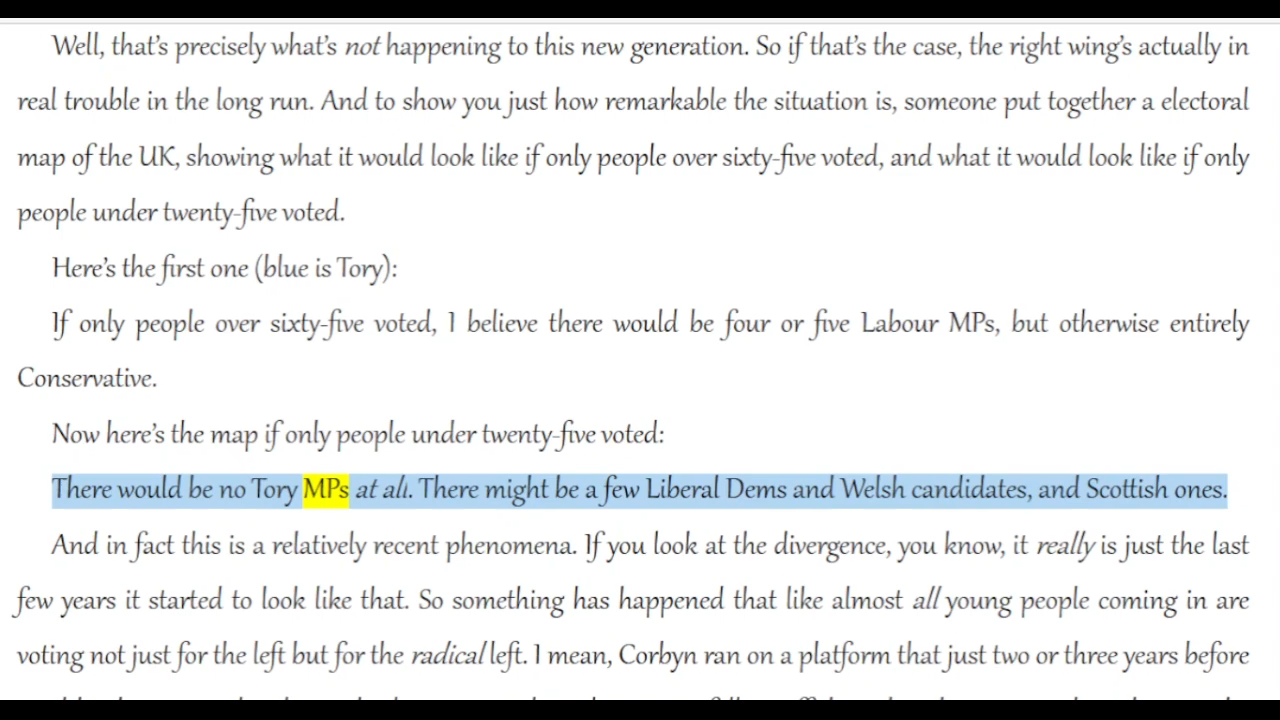 Well, that's precisely what's not happening to this new generation. So if that's the case, the right wing's actually in
real trouble in the long run. And to show you just how remarkable the situation is, someone put together a electoral
map of the UK, showing what it would look like if only people over sixty-five voted, and what it would look like if only
people under twenty-five voted.
Here's the first one (blue is Tory):
If only people over sixty-five voted, I believe there would be four or five Labour MPs, but otherwise entirely
Conservative.
Now here's the map if only people under twenty-five voted:
There would be no Tory MPs at all. There might be a few Liberal Dems and Welsh candidates, and Scottish ones.
And in fact this is a relatively recent phenomena. If you look at the divergence, you know, it really is just the last
few years it started to look like that. So something has happened that like almost all young people coming in are
voting not just for the left but for the radical left. I mean, Corbyn ran on a platform that just two or three years before